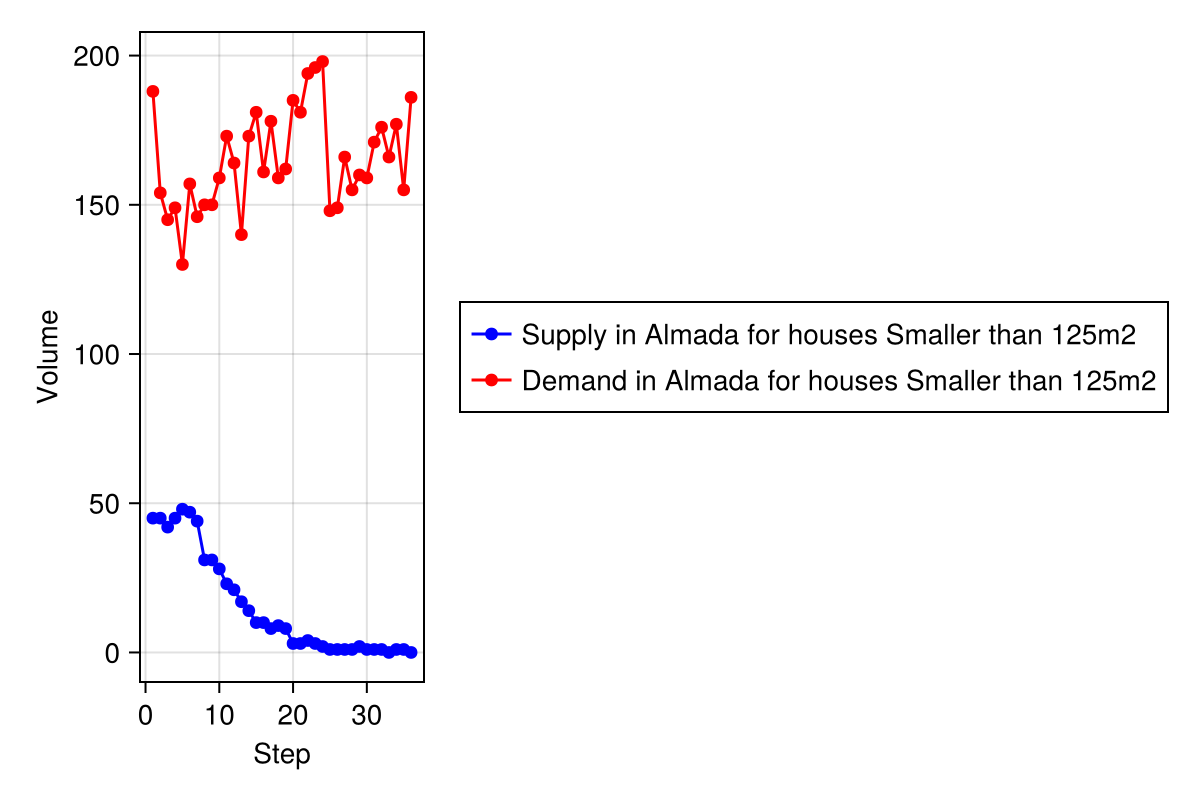 200
150
100
50
0
Volume
0 10 20 30
Step
Supply in Almada for houses Smaller than 125m2
Demand in Almada for houses Smaller than 125m2